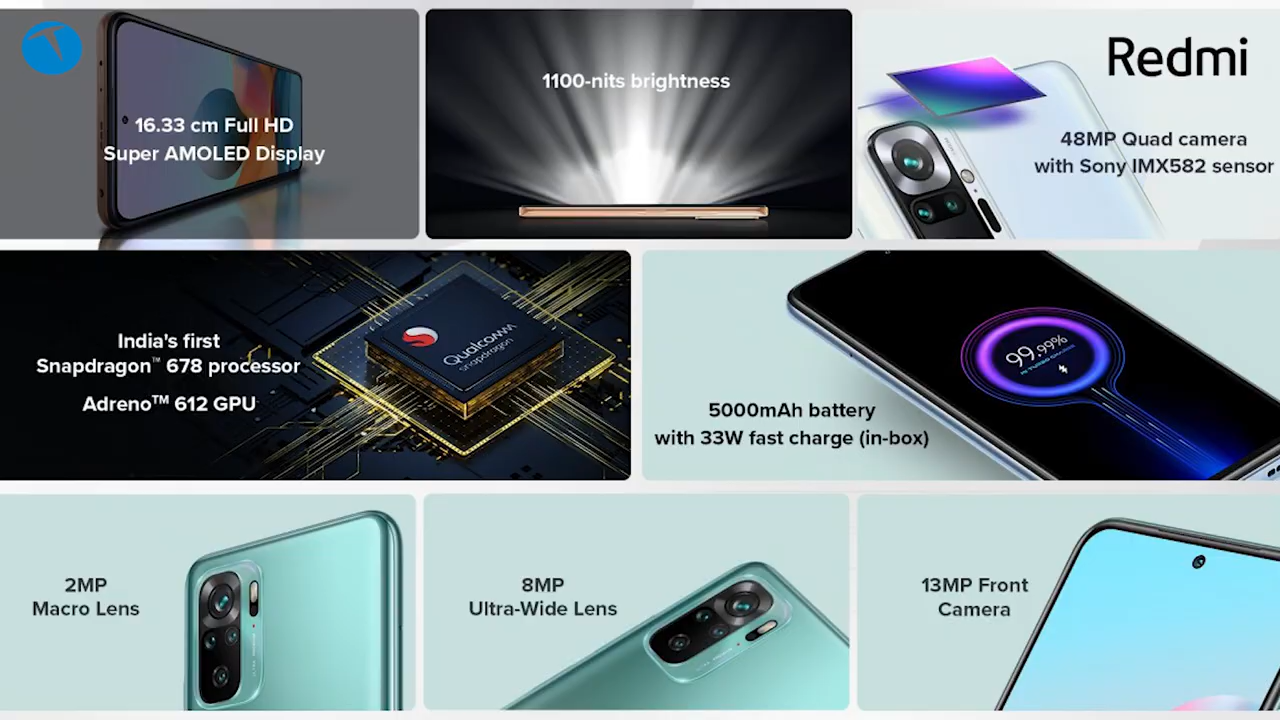 16.33 cm Full HD
Super AMOLED Display
1100-nits brightness
Redmi
48MP Quad camera
with Sony IMX582 sensor
India's first
Snapdragon™ 678 processor
Adreno™ 612 GPU
Qualcomm
snapdragon
99.99%
5000mAh battery
with 33W fast charge (in-box)
2MP
Macro Lens
8MP
Ultra-Wide Lens
13MP Front
Camera